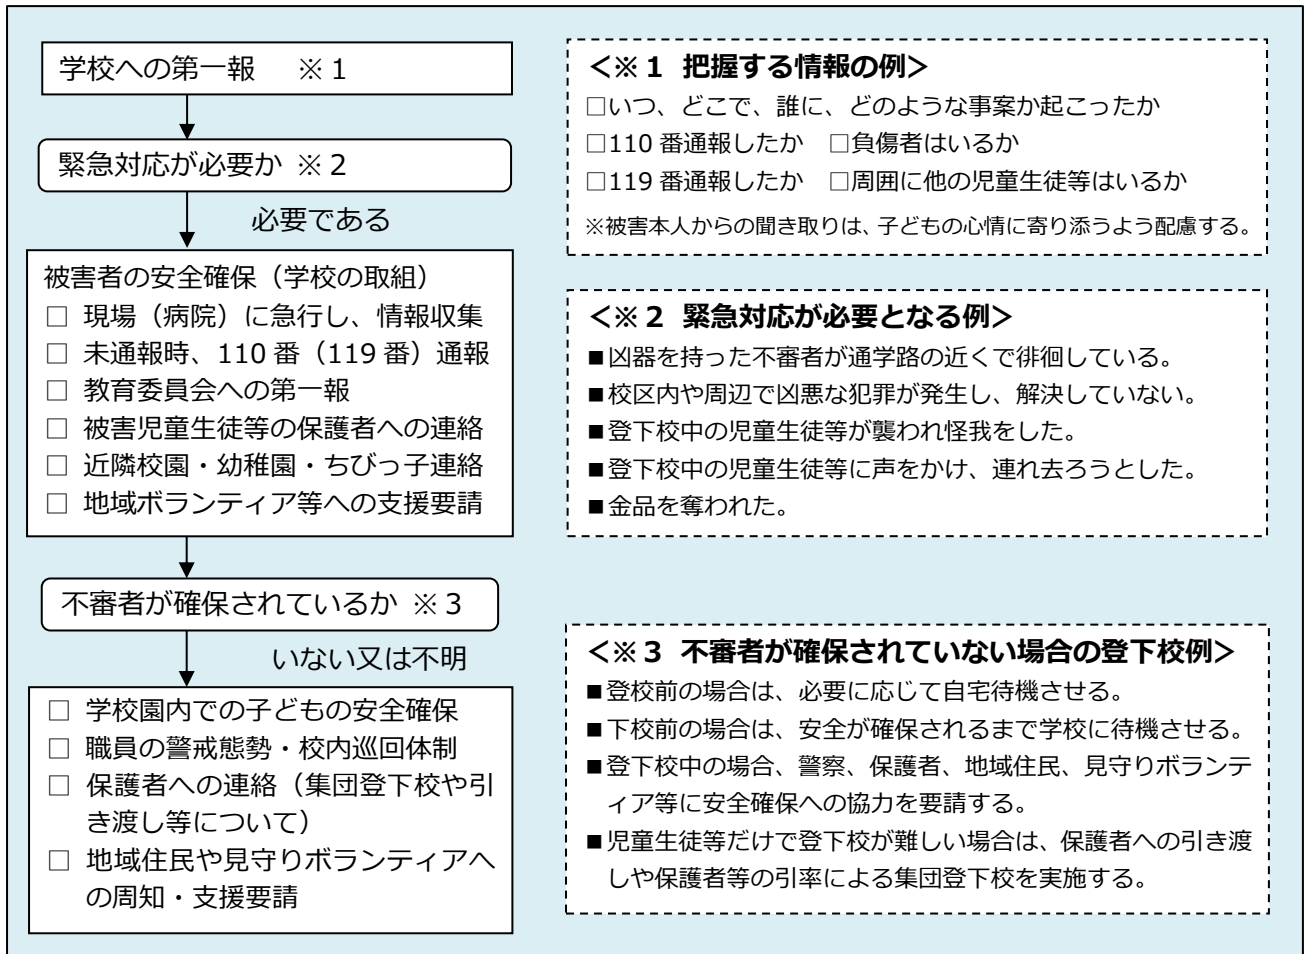 学校への第一報　※１
緊急対応が必要か ※２
必要である
被害者の安全確保（学校の取組）
□ 現場（病院）に急行し、情報収集
□ 未通報時、110 番（119 番）通報
□ 教育委員会への第一報
□ 被害児童生徒等の保護者への連絡
□ 近隣校園・幼稚園・ちびっ子連絡
□ 地域ボランティア等への支援要請
不審者が確保されているか ※３
いない又は不明
□ 学校園内での子どもの安全確保
□ 職員の警戒態勢・校内巡回体制
□ 保護者への連絡（集団登下校や引
き渡し等について）
□ 地域住民や見守りボランティアへ
の周知・支援要請
＜※１ 把握する情報の例＞
□いつ、どこで、誰に、どのような事案か起こったか
□110 番通報したか　□負傷者はいるか
□119 番通報したか　□周囲に他の児童生徒等はいるか
※被害本人からの聞き取りは、子どもの心情に寄り添うよう配慮する。
＜※２ 緊急対応が必要となる例＞
■凶器を持った不審者が通学路の近くで徘徊している。
■校区内や周辺で凶悪な犯罪が発生し、解決していない。
■登下校中の児童生徒等が襲われ怪我をした。
■登下校中の児童生徒等に声をかけ、連れ去ろうとした。
■金品を奪われた。
＜※３ 不審者が確保されていない場合の登下校例＞
■登校前の場合は、必要に応じて自宅待機させる。
■下校前の場合は、安全が確保されるまで学校に待機させる。
■登下校中の場合、警察、保護者、地域住民、見守りボランテ
ィア等に安全確保への協力を要請する。
■児童生徒等だけで登下校が難しい場合は、保護者への引き渡
しや保護者等の引率による集団登下校を実施する。